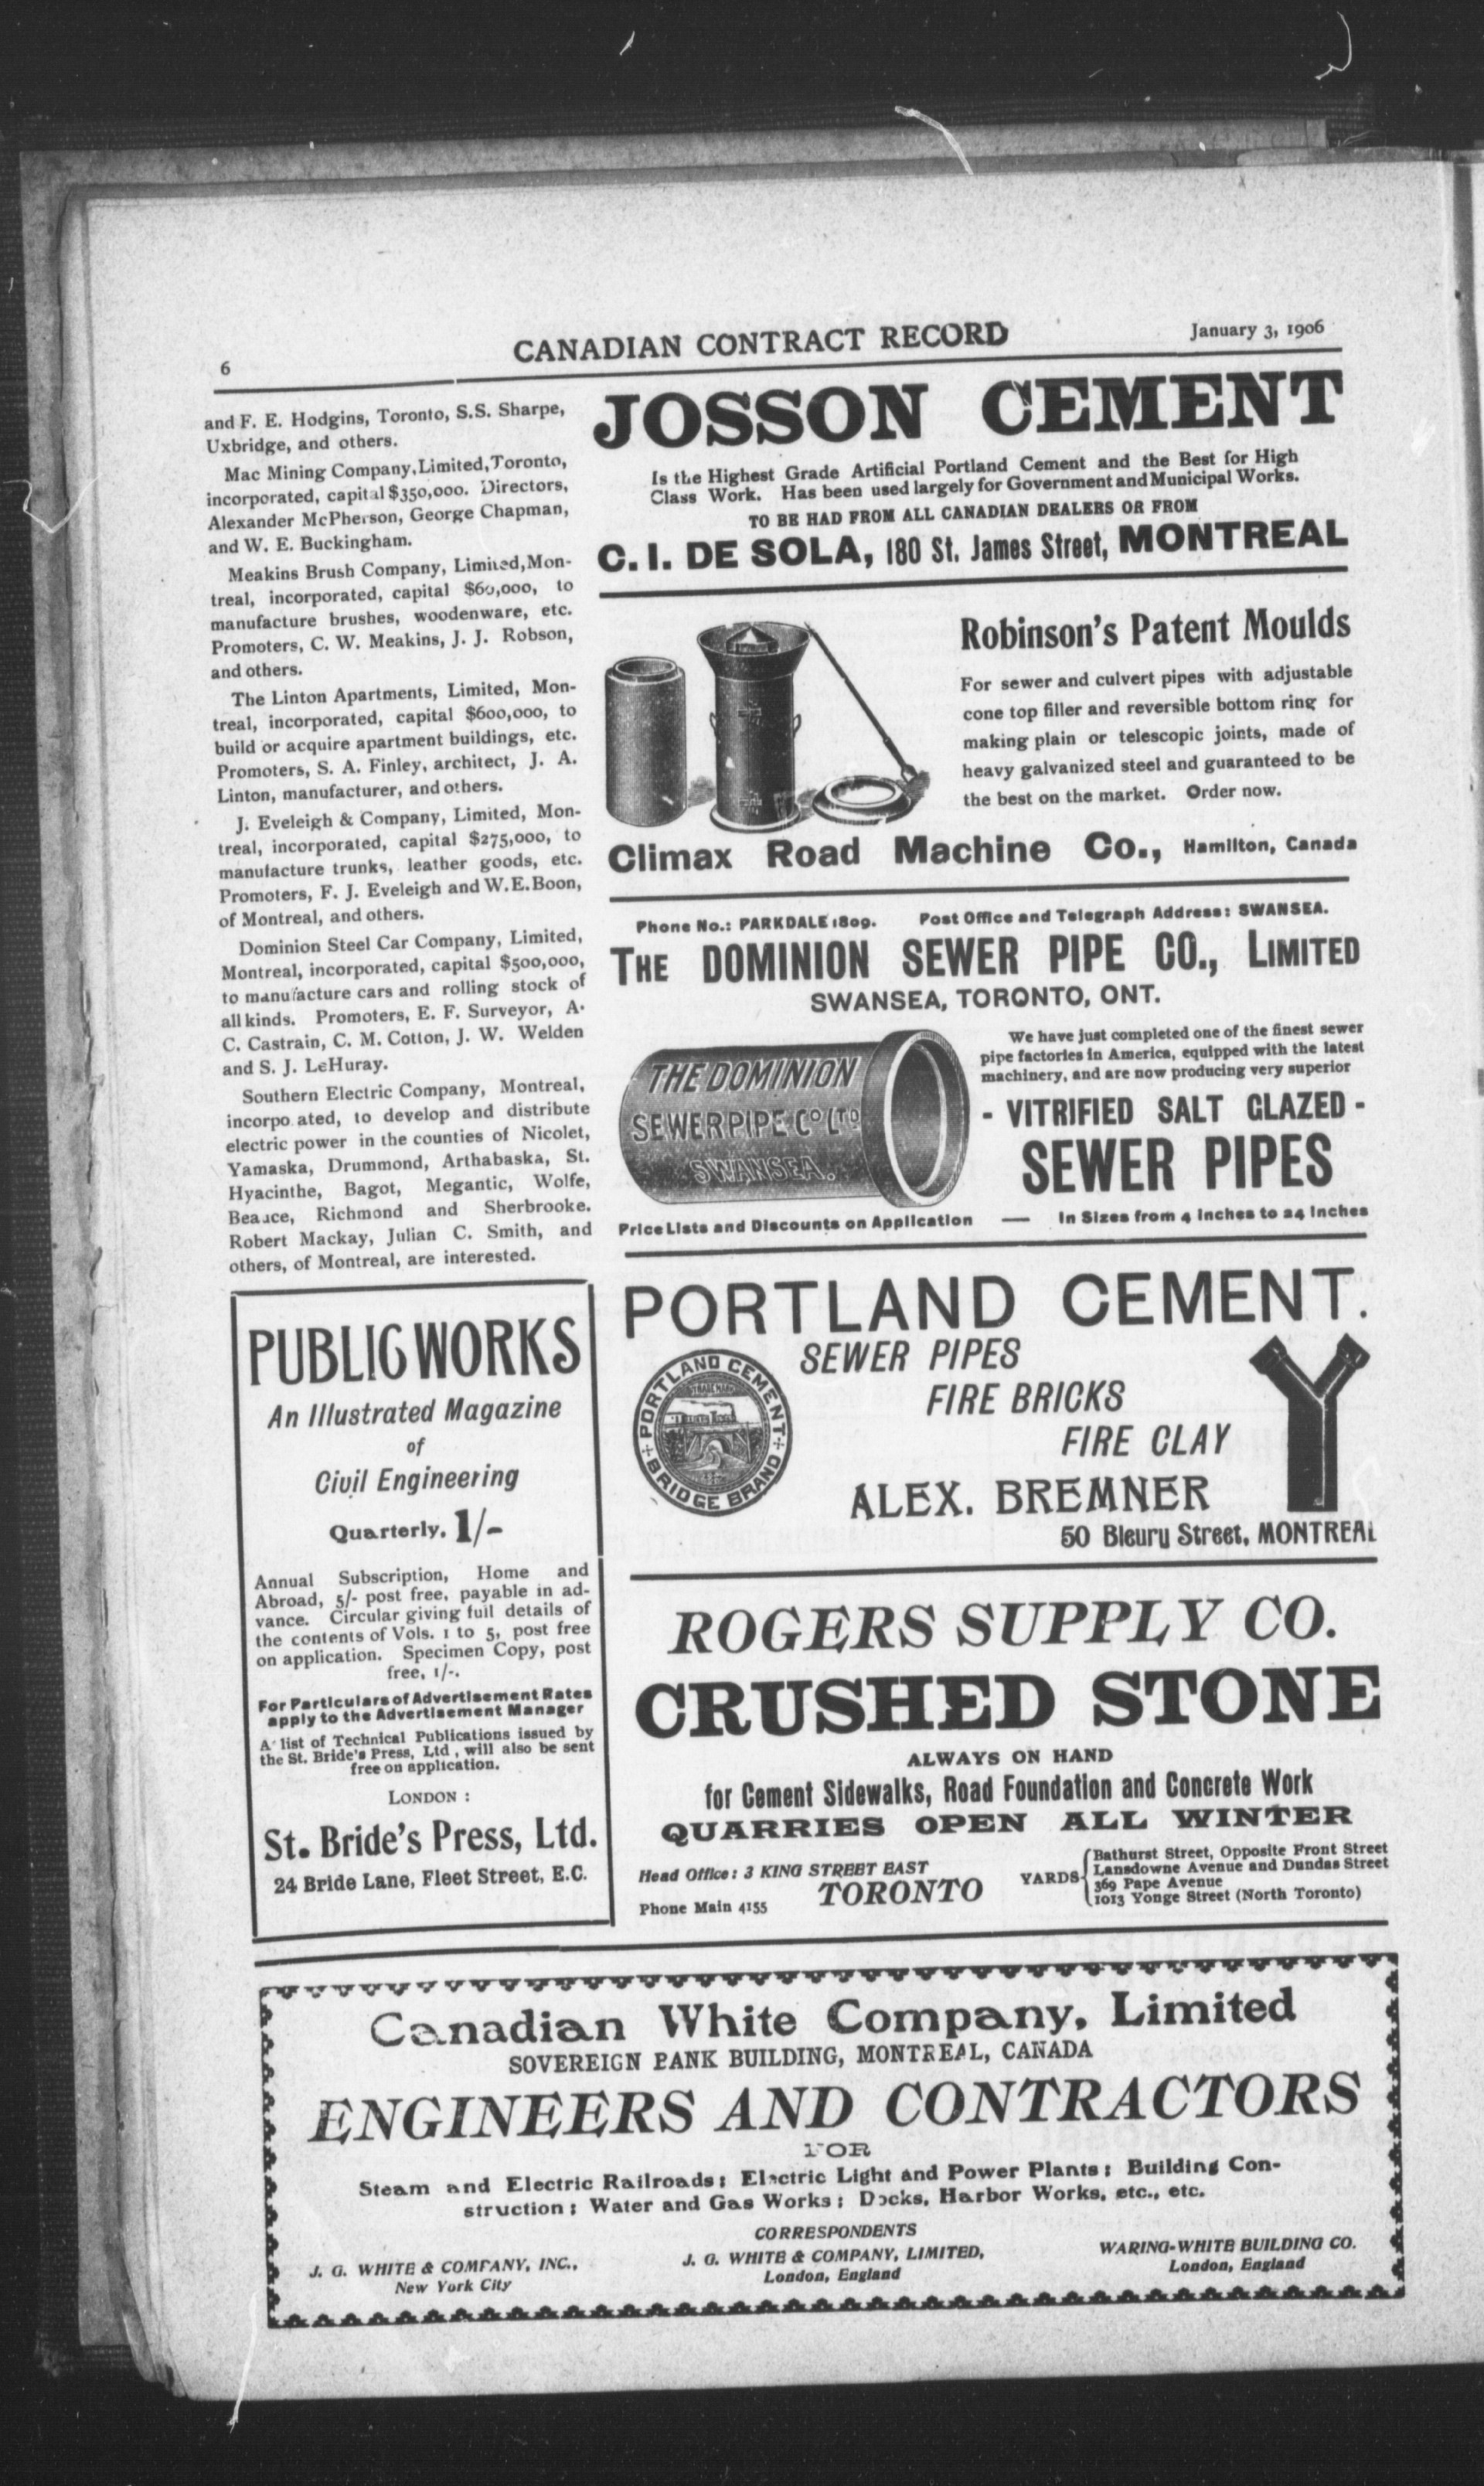 6
CANADIAN CONTRACT RECORD
January 3, 1906
and F. E. Hodgins, Toronto, S.S. Sharpe,
Uxbridge, and others.
Mac Mining Company,Limited,Toronto,
incorporated, capital $350,000. Directors,
Alexander McPherson, George Chapman,
and W. E. Buckingham.
Meakins Brush Company, Limited,Mon-
treal, incorporated, capital $60,000, to
manufacture brushes, woodenware, etc.
Promoters, C. W. Meakins, J. J. Robson,
and others.
The Linton Apartments, Limited, Mon-
treal, incorporated, capital $600,000, to
build or acquire apartment buildings, etc.
Promoters, S. A. Finley, architect, J. A.
Linton, manufacturer, and others.
J. Eveleigh & Company, Limited, Mon-
treal, incorporated, capital $275,000, to
manufacture trunks, leather goods, etc.
Promoters, F. J. Eveleigh and W.E.Boon,
of Montreal, and others.
Dominion Steel Car Company, Limited,
Montreal, incorporated, capital $500,000,
to manufacture cars and rolling stock of
all kinds. Promoters, E. F. Surveyor, A.
C. Castrain, C. M. Cotton, J. W. Welden
and S. J. LeHuray.
Southern Electric Company, Montreal,
incorpo ated, to develop and distribute
electric power in the counties of Nicolet,
Yamaska, Drummond, Arthabaska, St.
Hyacinthe, Bagot, Megantic, Wolfe,
Beauce, Richmond and Sherbrooke.
Robert Mackay, Julian C. Smith, and
others, of Montreal, are interested.
PUBLIC WORKS
An Illustrated Magazine
of
Civil Engineering
Quarterly, 1/-
Annual Subscription, Home and
Abroad, 5/- post free, payable in ad-
vance. Circular giving full details of
the contents of Vols. 1 to 5, post free
on application. Specimen Copy, post
free, 1/-.
For Particulars of Advertisement Rates
apply to the Advertisement Manager
A list of Technical Publications issued by
the St. Bride's Press, Ltd , will also be sent
free on application.
LONDON :
St. Bride's Press, Ltd.
24 Bride Lane, Fleet Street, E.C.
JOSSON CEMENT
Is the Highest Grade Artificial Portland Cement and the Best for High
Class Work. Has been used largely for Government and Municipal Works.
TO BE HAD FROM ALL CANADIAN DEALERS OR FROM
C. I. DE SOLA, 180 St. James Street, MONTREAL
Robinson's Patent Moulds
For sewer and culvert pipes with adjustable
cone top filler and reversible bottom ring for
making plain or telescopic joints, made of
heavy galvanized steel and guaranteed to be
the best on the market. Order now.
Climax Road Machine Co., Hamilton, Canada
Phone No.: PARKDALE 1809. Post Office and Telegraph Address: SWANSEA.
THE DOMINION SEWER PIPE CO., LIMITED
SWANSEA, TORONTO, ONT.
THE DOMINION
SEWER PIPE Co LTD
SWANSEA.
We have just completed one of the finest sewer
pipe factories in America, equipped with the latest
machinery, and are now producing very superior
- VITRIFIED SALT GLAZED -
SEWER PIPES
Price Lists and Discounts on Application — In Sizes from 4 inches to 24 inches
PORTLAND CEMENT.
SEWER PIPES
FIRE BRICKS
FIRE CLAY
PORTLAND CEMENT
TRADE MARK
BRIDGE BRAND
ALEX. BREMNER
50 Bleury Street, MONTREAL
ROGERS SUPPLY CO.
CRUSHED STONE
ALWAYS ON HAND
for Cement Sidewalks, Road Foundation and Concrete Work
QUARRIES OPEN ALL WINTER
Head Office: 3 KING STREET EAST
TORONTO
Phone Main 4155
YARDS
Bathurst Street, Opposite Front Street
Lansdowne Avenue and Dundas Street
369 Pape Avenue
1013 Yonge Street (North Toronto)
Canadian White Company, Limited
SOVEREIGN BANK BUILDING, MONTREAL, CANADA
ENGINEERS AND CONTRACTORS
FOR
Steam and Electric Railroads; Electric Light and Power Plants; Building Con-
struction; Water and Gas Works; Docks, Harbor Works, etc., etc.
CORRESPONDENTS
J. G. WHITE & COMPANY, INC.,
New York City
J. G. WHITE & COMPANY, LIMITED,
London, England
WARING-WHITE BUILDING CO.
London, England